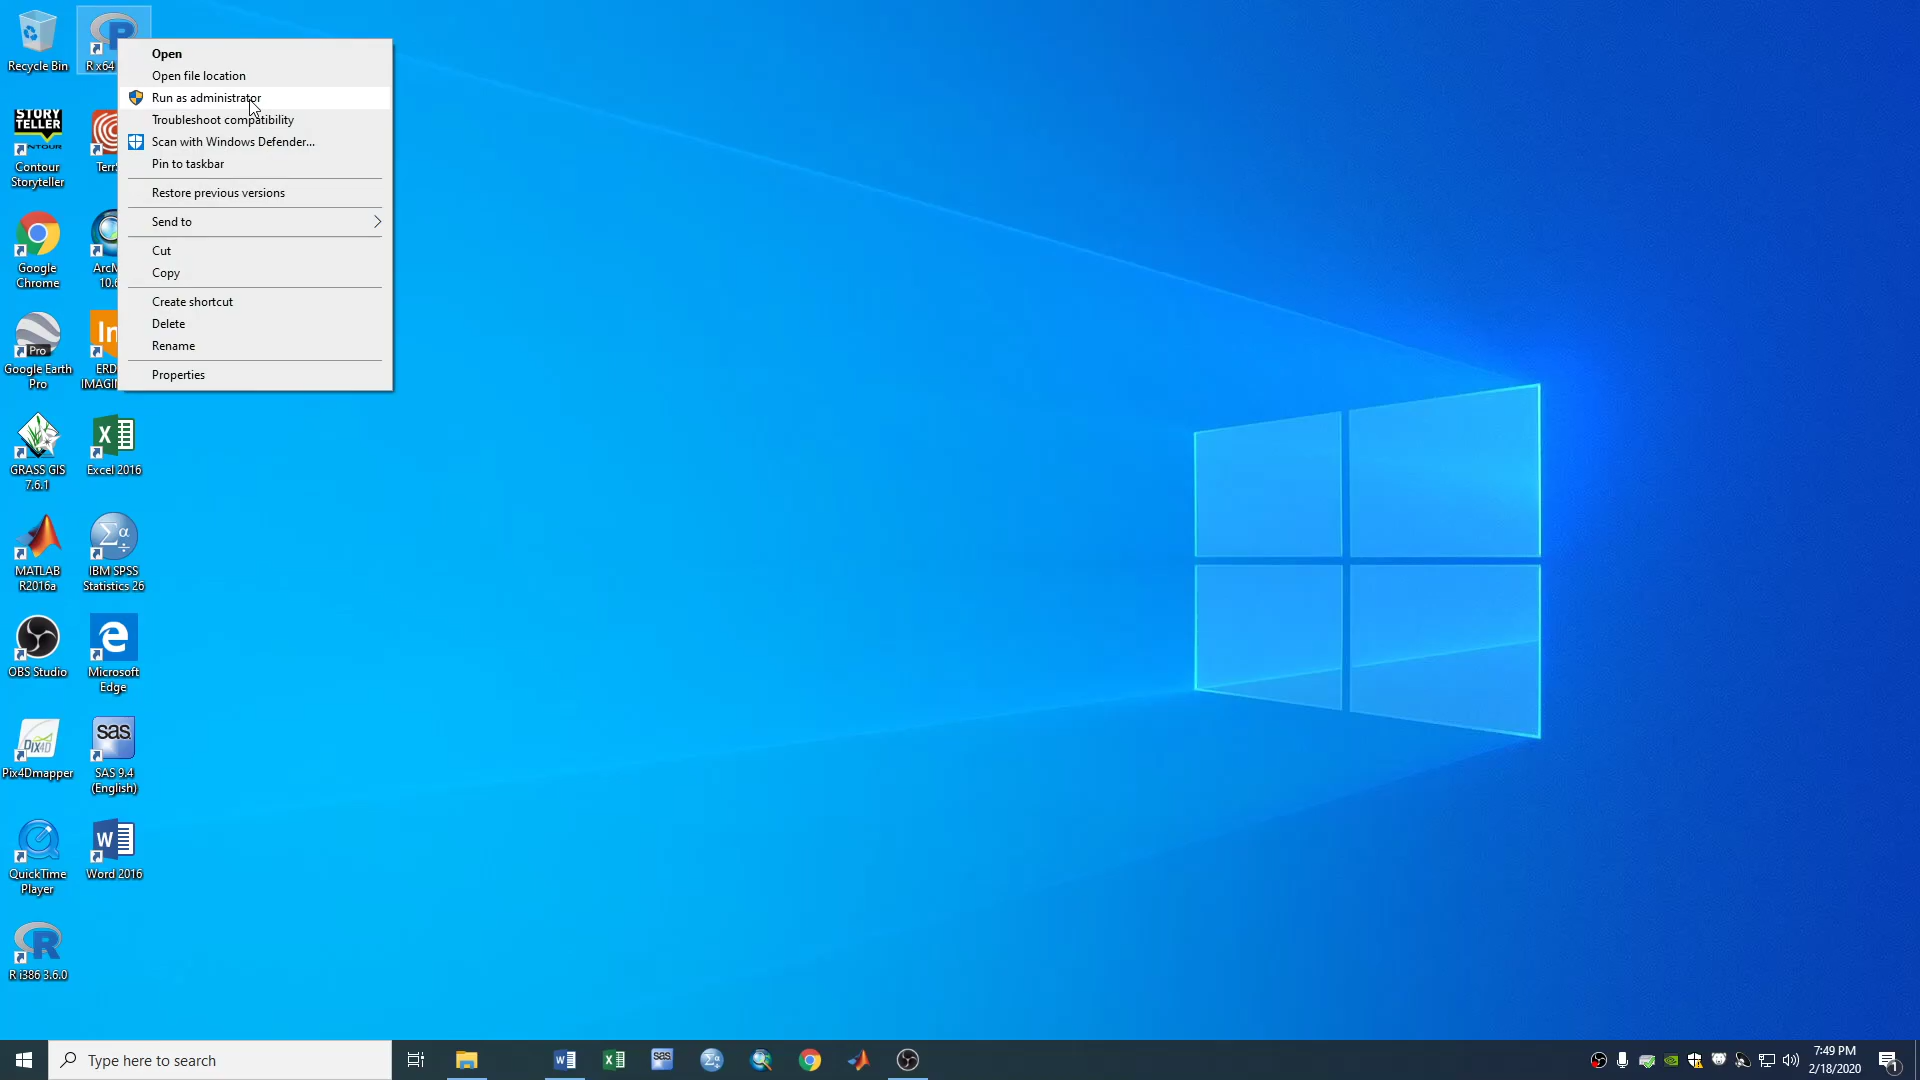 Recycle Bin
R x64
Open
Open file location
Run as administrator
Troubleshoot compatibility
Scan with Windows Defender...
Pin to taskbar
Restore previous versions
Send to
Cut
Copy
Create shortcut
Delete
Rename
Properties
STORY
TELLER
Contour
Storyteller
Terr
Google
Chrome
ArcM
10.6
Pro
Google Earth
Pro
ERD
IMAGIN
GRASS GIS
7.6.1
Excel 2016
MATLAB
R2016a
IBM SPSS
Statistics 26
OBS Studio
Microsoft
Edge
Pix4Dmapper
sas
SAS 9.4
(English)
QuickTime
Player
Word 2016
R i386 3.6.0
Type here to search
7:49 PM
2/18/2020
1